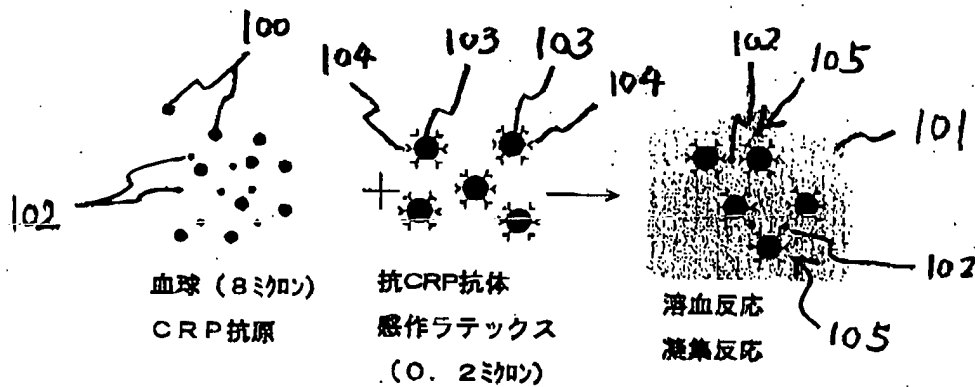 100
103
103
102
105
104
104
101
102
+
102
105
血球（8ミクロン）
CRP抗原
抗CRP抗体
感作ラテックス
（0.2ミクロン）
溶血反応
凝集反応